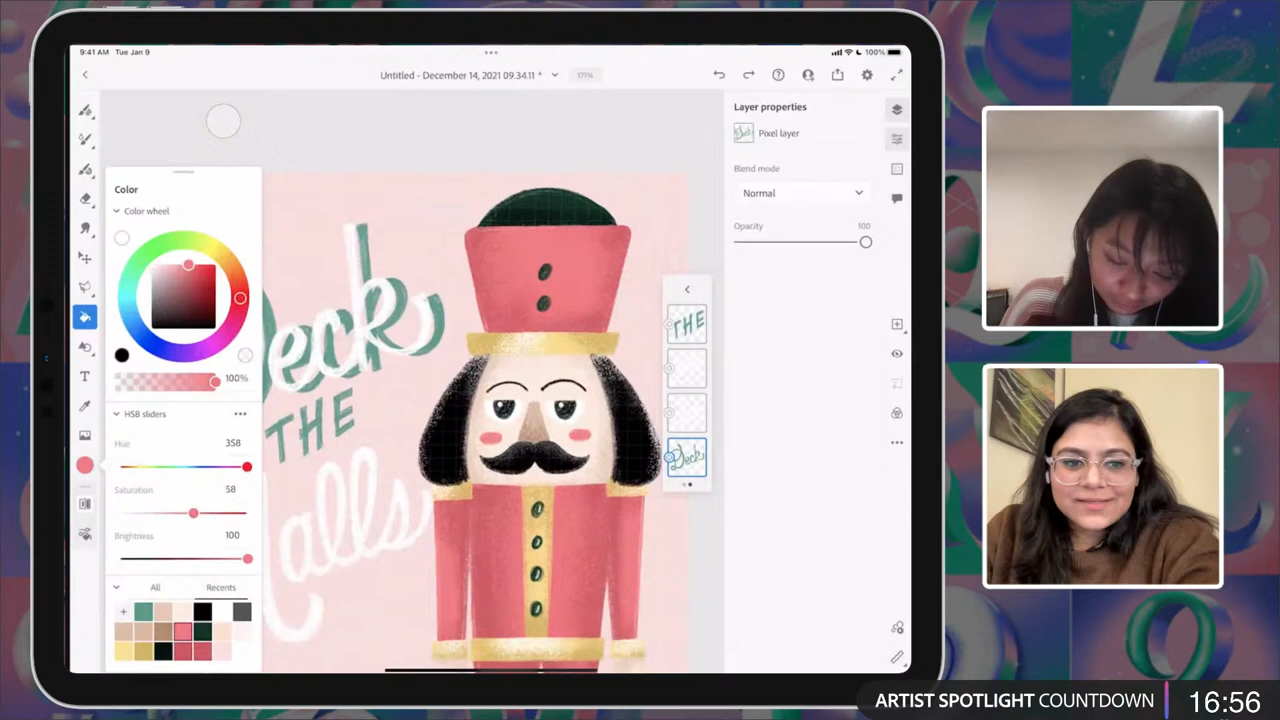 9:41 AM Tue Jan 9
100%
Untitled - December 14, 2021 09.34.11 *
171%
Layer properties
Pixel layer
Blend mode
Normal
Opacity
100
Color
Color wheel
100%
HSB sliders
Hue
358
Saturation
58
Brightness
100
All
Recents
Deck
THE
Halls
THE
Deck
ARTIST SPOTLIGHT COUNTDOWN
16:56